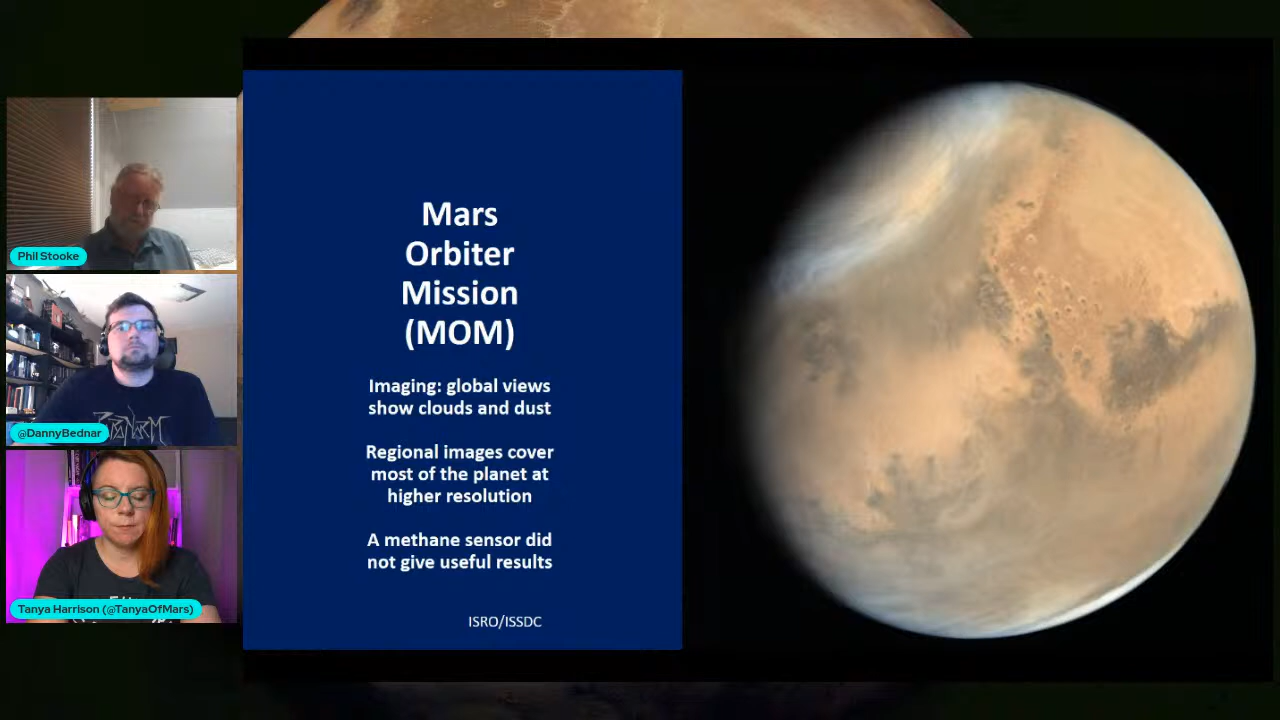 Mars
Orbiter
Mission
(MOM)
Imaging: global views
show clouds and dust
Regional images cover
most of the planet at
higher resolution
A methane sensor did
not give useful results
ISRO/ISSDC
Phil Stooke
@DannyBednar
Tanya Harrison (@TanyaOfMars)